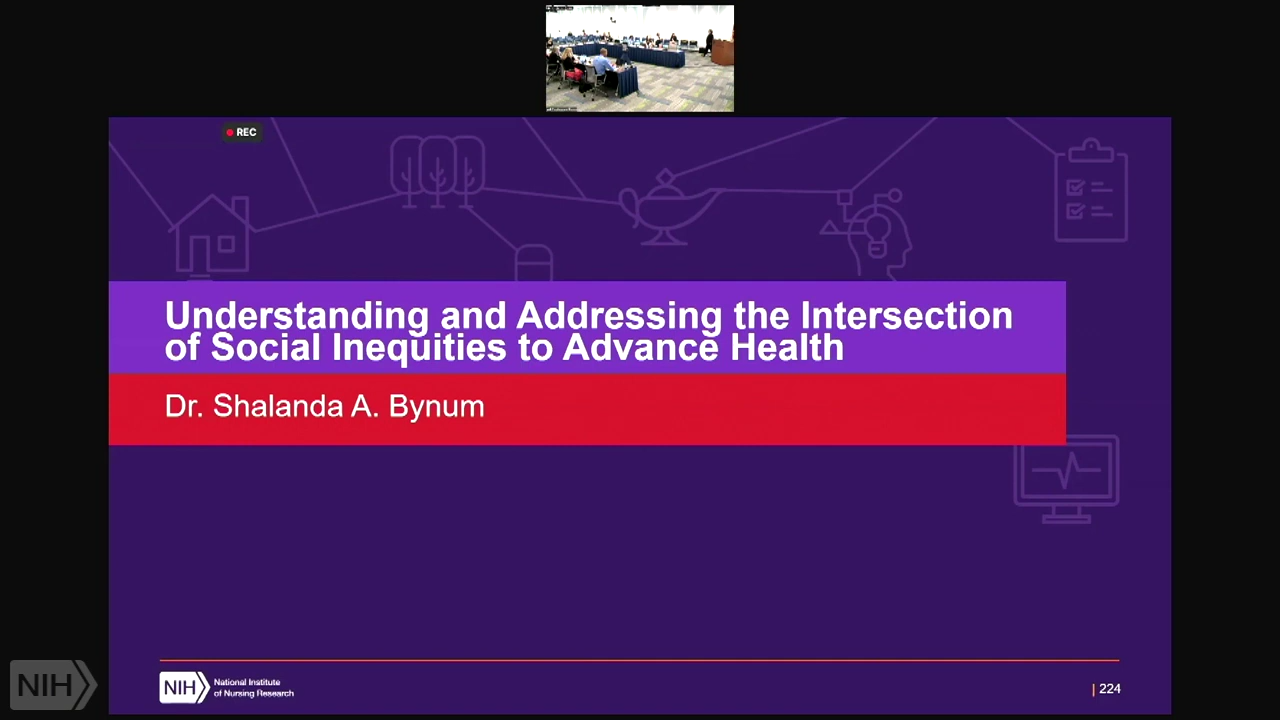 REC
Understanding and Addressing the Intersection
of Social Inequities to Advance Health
Dr. Shalanda A. Bynum
NIH
NIH
National Institute
of Nursing Research
| 224